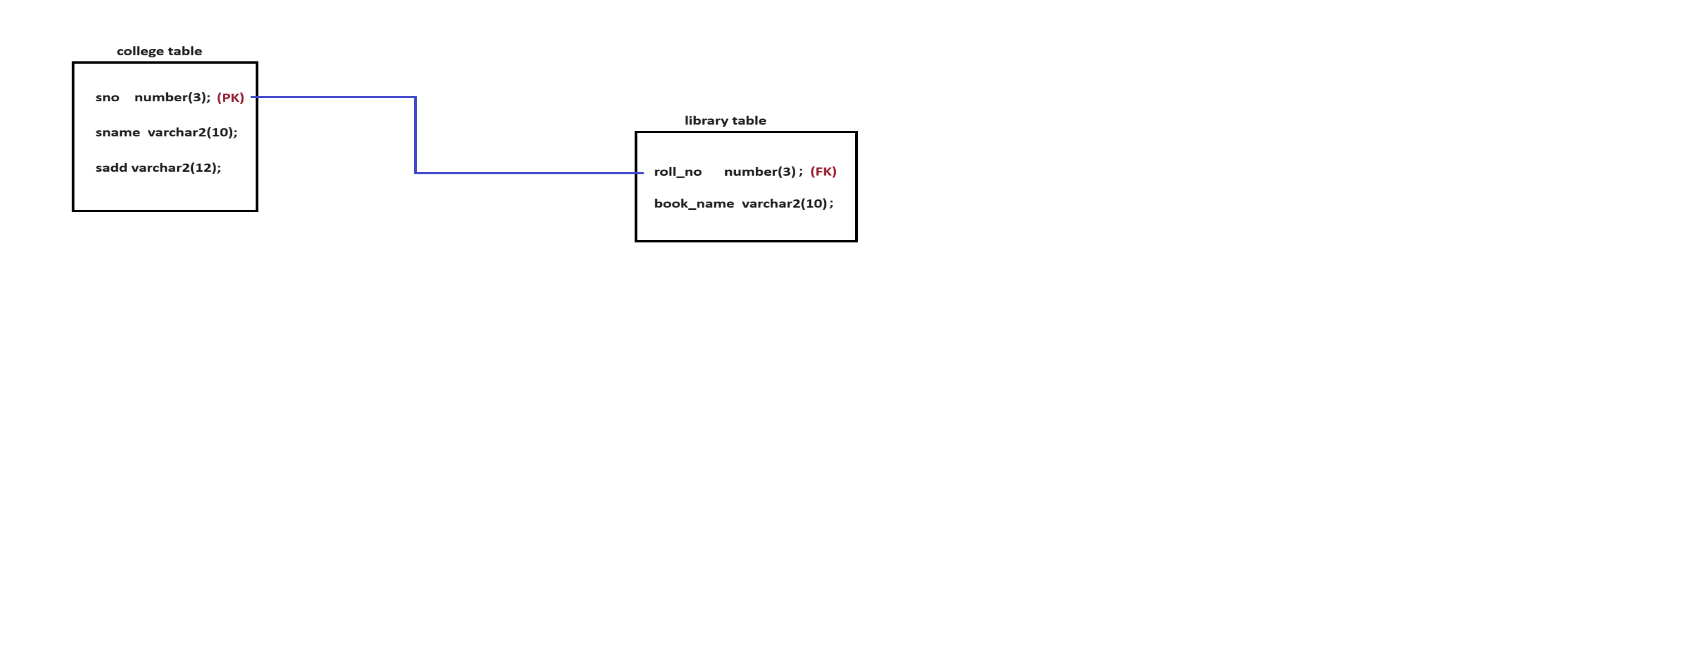 college table
sno number(3); (PK)
sname varchar2(10);
sadd varchar2(12);
library table
roll_no number(3) ; (FK)
book_name varchar2(10) ;